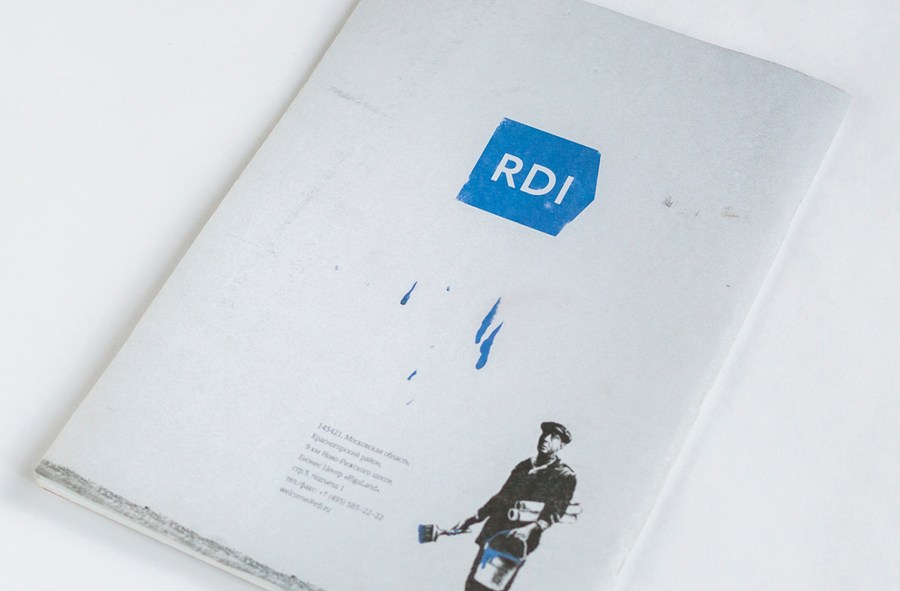 RDI
143421, Московская область,
Красногорский район,
9 км Ново-Рижского шоссе,
Бизнес Центр «RigaLand»,
стр.3, подъезд 1
тел./факс: +7 (495) 585-22-22
welcome@rdi.ru